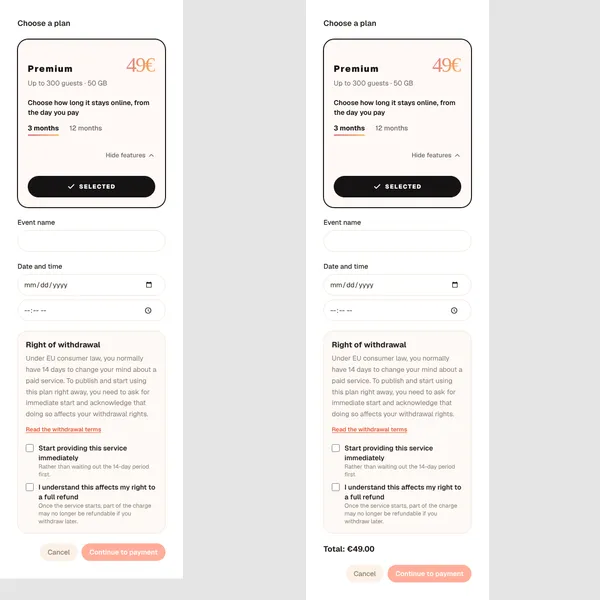 Choose a plan
Premium
49€
Up to 300 guests · 50 GB
Choose how long it stays online, from
the day you pay
3 months
12 months
Hide features
SELECTED
Event name
Date and time
mm/dd/yyyy
--:-- --
Right of withdrawal
Under EU consumer law, you normally
have 14 days to change your mind about a
paid service. To publish and start using
this plan right away, you need to ask for
immediate start and acknowledge that
doing so affects your withdrawal rights.
Read the withdrawal terms
Start providing this service
immediately
Rather than waiting out the 14-day period
first.
I understand this affects my right to
a full refund
Once the service starts, part of the charge
may no longer be refundable if you
withdraw later.
Cancel
Continue to payment
Choose a plan
Premium
49€
Up to 300 guests · 50 GB
Choose how long it stays online, from
the day you pay
3 months
12 months
Hide features
SELECTED
Event name
Date and time
mm/dd/yyyy
--:-- --
Right of withdrawal
Under EU consumer law, you normally
have 14 days to change your mind about a
paid service. To publish and start using
this plan right away, you need to ask for
immediate start and acknowledge that
doing so affects your withdrawal rights.
Read the withdrawal terms
Start providing this service
immediately
Rather than waiting out the 14-day period
first.
I understand this affects my right to
a full refund
Once the service starts, part of the charge
may no longer be refundable if you
withdraw later.
Total: €49.00
Cancel
Continue to payment